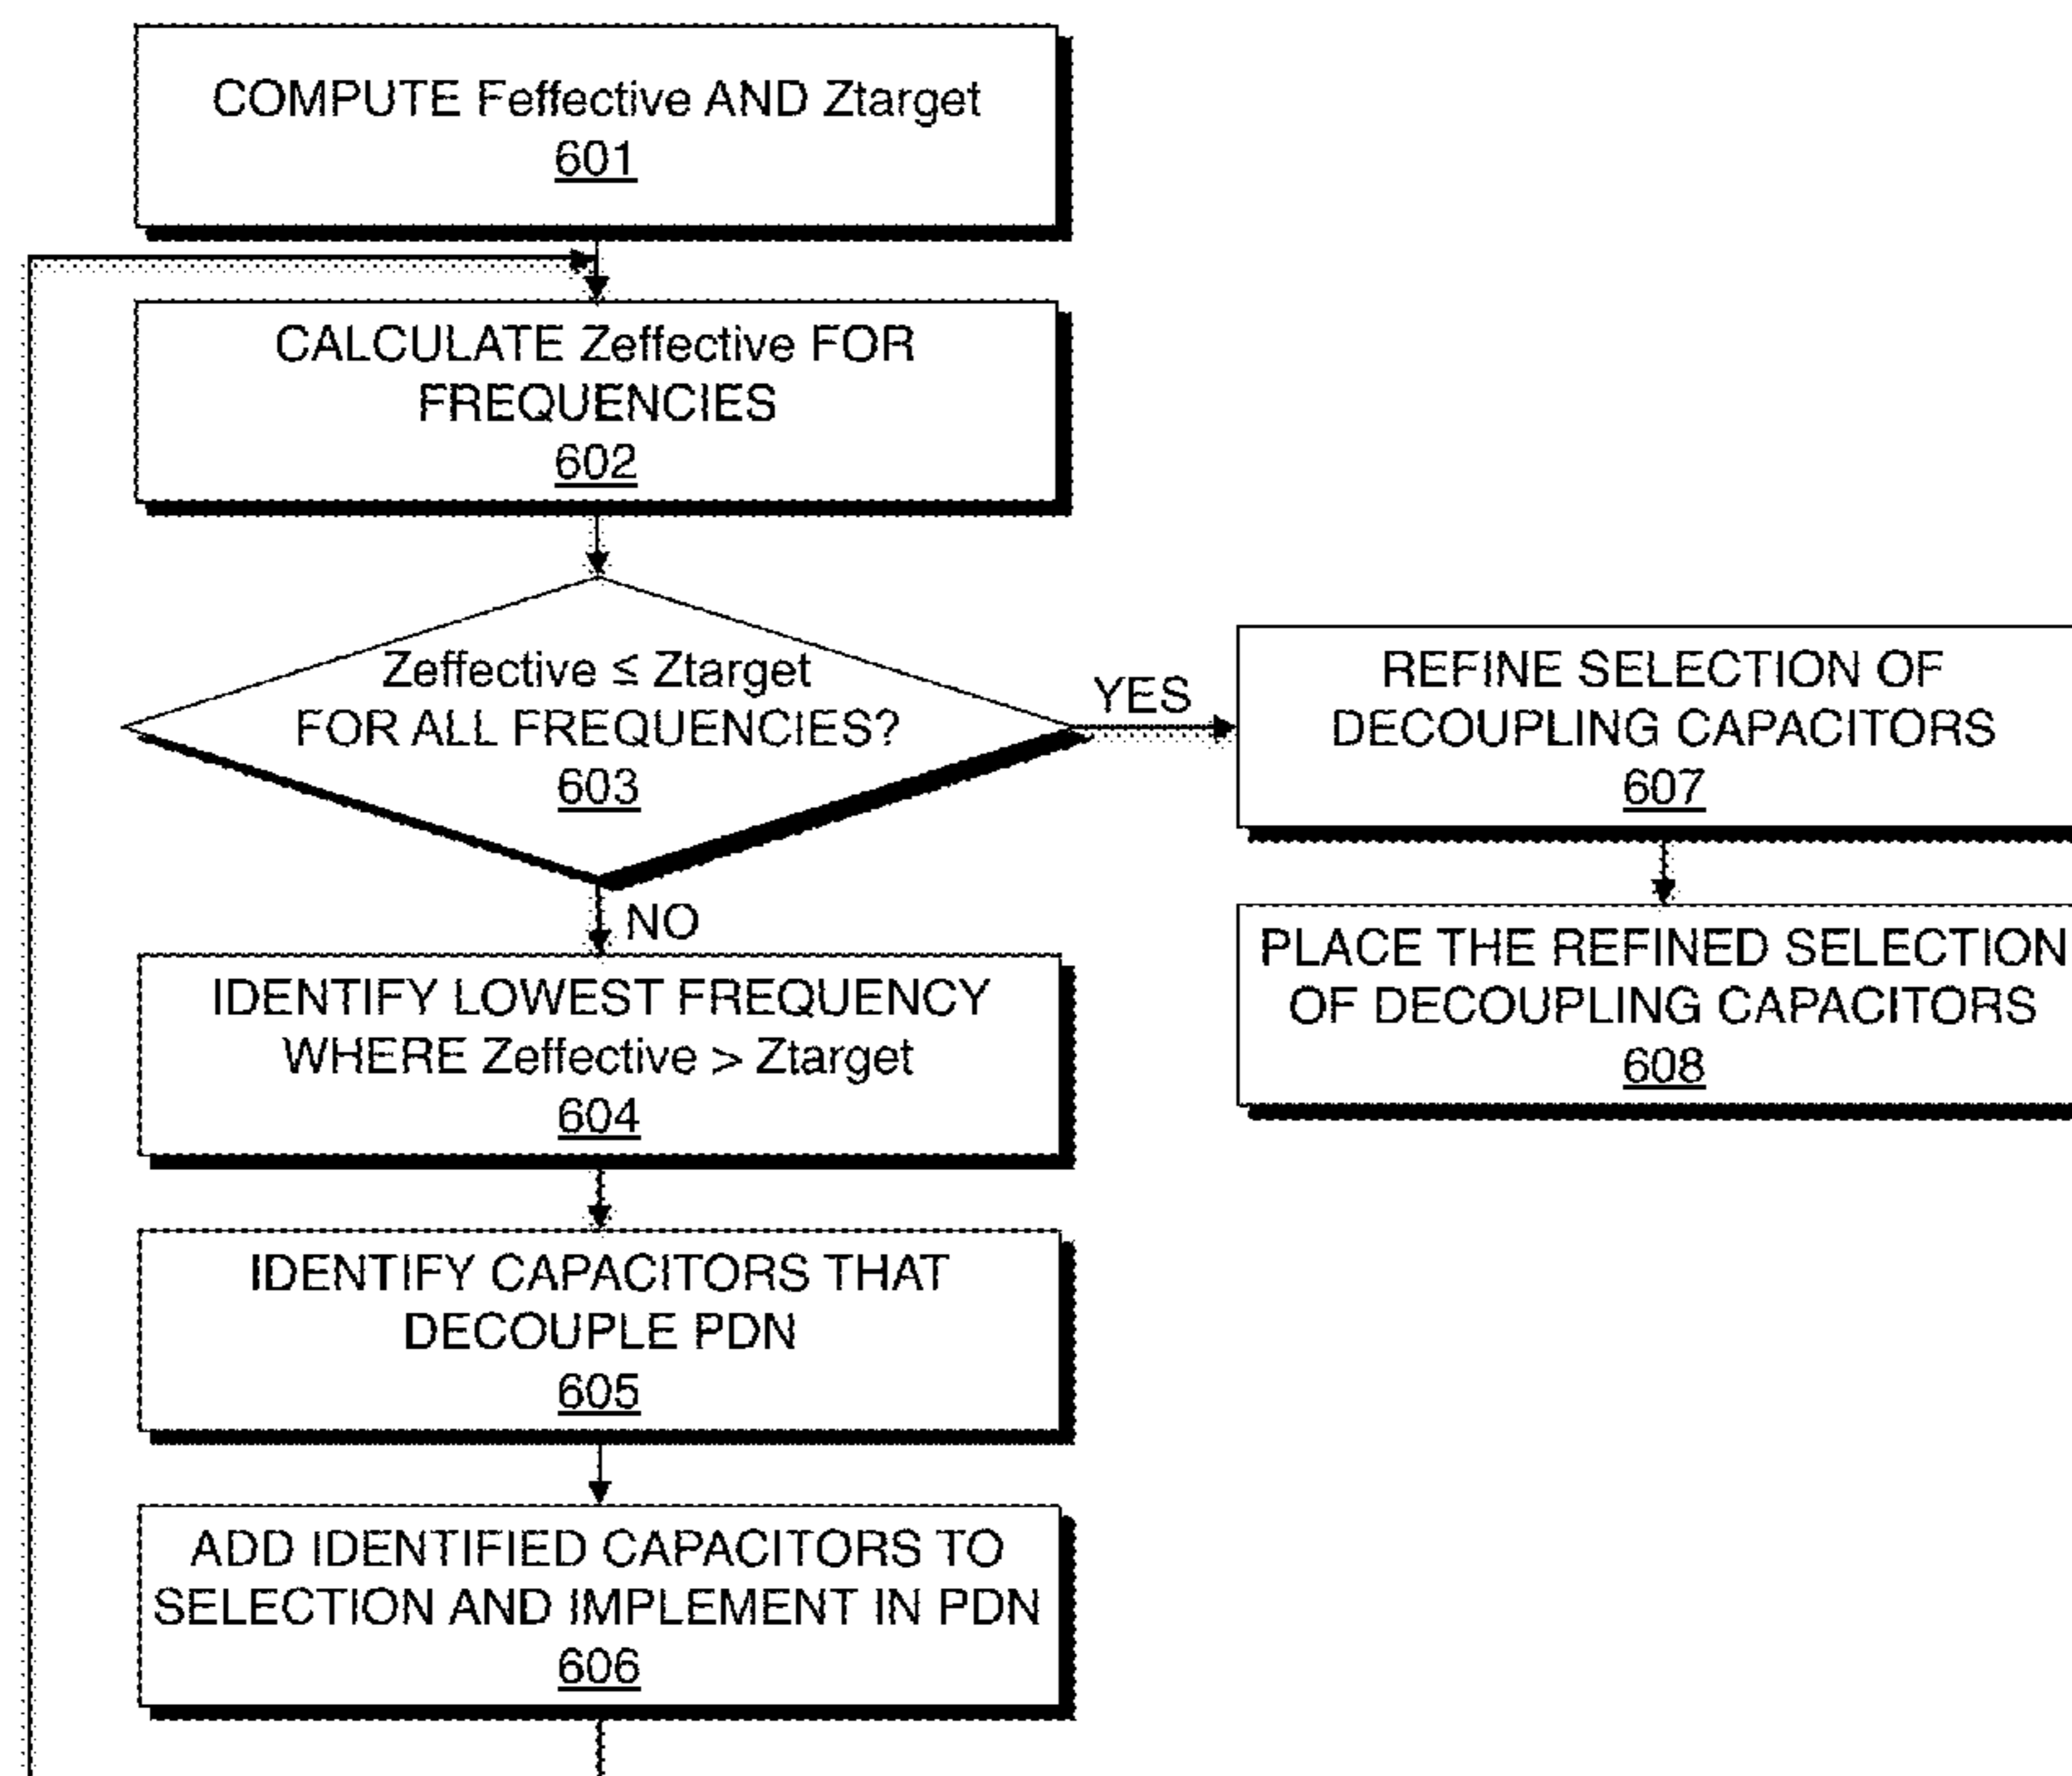 COMPUTE Feffective AND Ztarget
601
CALCULATE Zeffective FOR
FREQUENCIES
602
Zeffective ≤ Ztarget
FOR ALL FREQUENCIES?
603
YES
NO
IDENTIFY LOWEST FREQUENCY
WHERE Zeffective > Ztarget
604
IDENTIFY CAPACITORS THAT
DECOUPLE PDN
605
ADD IDENTIFIED CAPACITORS TO
SELECTION AND IMPLEMENT IN PDN
606
REFINE SELECTION OF
DECOUPLING CAPACITORS
607
PLACE THE REFINED SELECTION
OF DECOUPLING CAPACITORS
608